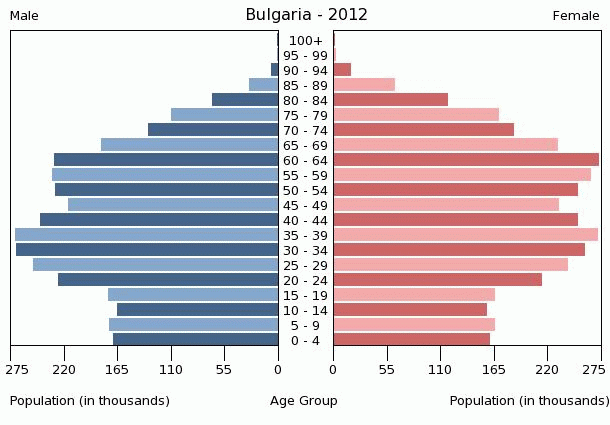 Male Bulgaria - 2012 Female
100+
95 - 99
90 - 94
85 - 89
80 - 84
75 - 79
70 - 74
65 - 69
60 - 64
55 - 59
50 - 54
45 - 49
40 - 44
35 - 39
30 - 34
25 - 29
20 - 24
15 - 19
10 - 14
5 - 9
0 - 4
275 220 165 110 55 0 0 55 110 165 220 275
Population (in thousands) Age Group Population (in thousands)